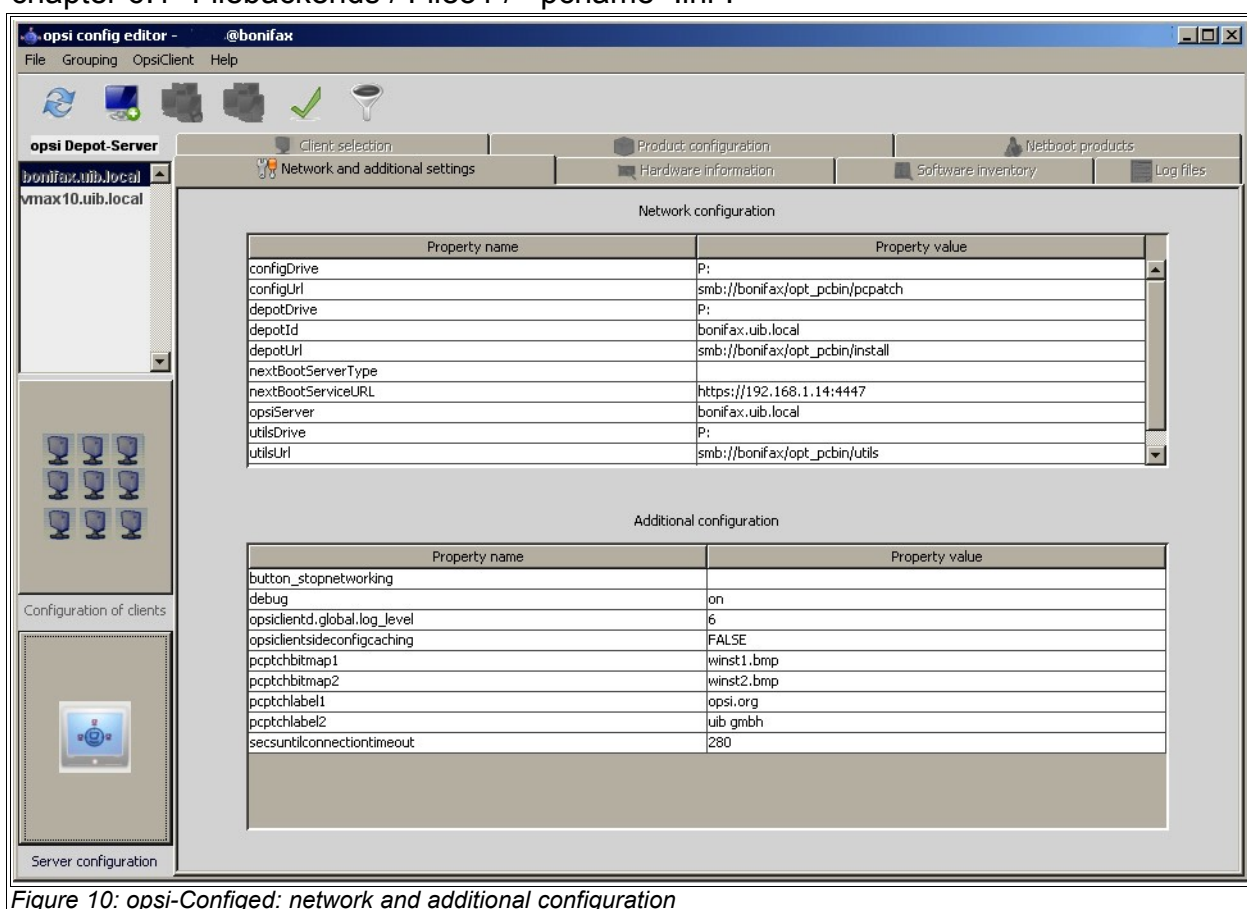 opsi config editor - @bonifax
File Grouping OpsiClient Help
opsi Depot-Server
Client selection Product configuration Netboot products
Network and additional settings Hardware information Software inventory Log files
bonifax.uib.local
vmax10.uib.local
Network configuration
Property name Property value
configDrive P:
configUrl smb://bonifax/opt_pcbin/pcpatch
depotDrive P:
depotId bonifax.uib.local
depotUrl smb://bonifax/opt_pcbin/install
nextBootServerType
nextBootServiceURL https://192.168.1.14:4447
opsiServer bonifax.uib.local
utilsDrive P:
utilsUrl smb://bonifax/opt_pcbin/utils
Additional configuration
Property name Property value
button_stopnetworking
debug on
opsiclientd.global.log_level 6
opsiclientsideconfigcaching FALSE
pcptchbitmap1 winst1.bmp
pcptchbitmap2 winst2.bmp
pcptchlabel1 opsi.org
pcptchlabel2 uib gmbh
secsuntilconnectiontimeout 280
Configuration of clients
Server configuration
Figure 10: opsi-Configed: network and additional configuration